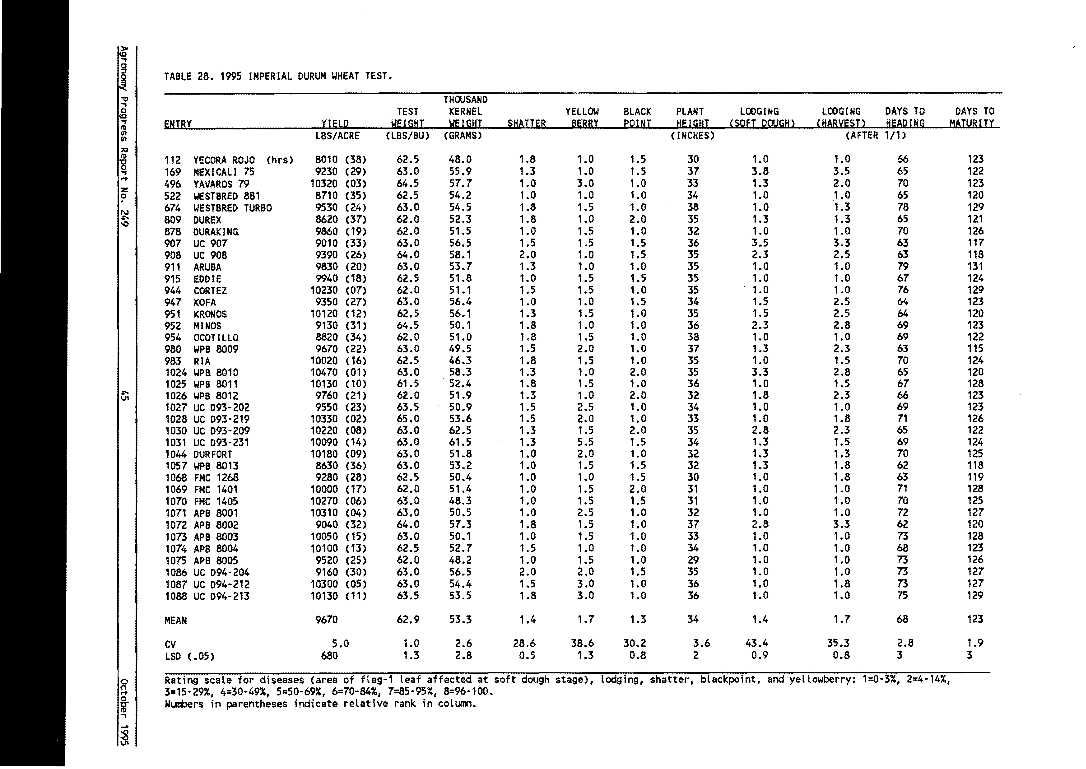 TABLE 28. 1995 IMPERIAL DURUM WHEAT TEST.
THOUSAND
TEST KERNEL YELLOW BLACK PLANT LODGING LODGING DAYS TO DAYS TO
ENTRY YIELD WEIGHT WEIGHT SHATTER BERRY POINT HEIGHT (SOFT DOUGH) (HARVEST) HEADING MATURITY
LBS/ACRE (LBS/BU) (GRAMS) (INCHES) (AFTER 1/1)
112 YECORA ROJO (hrs) 8010 (38) 62.5 48.0 1.8 1.0 1.5 30 1.0 1.0 66 123
169 MEXICALI 75 9230 (29) 63.0 55.9 1.3 1.0 1.5 37 3.8 3.5 65 122
496 YAVAROS 79 10320 (03) 64.5 57.7 1.0 3.0 1.0 33 1.3 2.0 70 123
522 WESTBRED 881 8710 (35) 62.5 54.2 1.0 1.0 1.0 34 1.0 1.0 65 120
674 WESTBRED TURBO 9530 (24) 63.0 54.5 1.8 1.5 1.0 38 1.0 1.3 78 129
809 DUREX 8620 (37) 62.0 52.3 1.8 1.0 2.0 35 1.3 1.3 65 121
878 DURAKING 9860 (19) 62.0 51.5 1.0 1.5 1.0 32 1.0 1.0 70 126
907 UC 907 9010 (33) 63.0 56.5 1.5 1.5 1.5 36 3.5 3.3 63 117
908 UC 908 9390 (26) 64.0 58.1 2.0 1.0 1.5 35 2.3 2.5 63 118
911 ARUBA 9830 (20) 63.0 53.7 1.3 1.0 1.0 35 1.0 1.0 79 131
915 EDDIE 9940 (18) 62.5 51.8 1.0 1.5 1.5 35 1.0 1.0 67 124
944 CORTEZ 10230 (07) 62.0 51.1 1.5 1.5 1.0 35 1.0 1.0 76 129
947 KOFA 9350 (27) 63.0 56.4 1.0 1.0 1.5 34 1.5 2.5 64 123
951 KRONOS 10120 (12) 62.5 56.1 1.3 1.5 1.0 35 1.5 2.5 64 120
952 MINOS 9130 (31) 64.5 50.1 1.8 1.0 1.0 36 2.3 2.8 69 123
954 OCOTILLO 8820 (34) 62.0 51.0 1.8 1.5 1.0 38 1.0 1.0 69 122
980 WPB 8009 9670 (22) 63.0 49.5 1.5 2.0 1.0 37 1.3 2.3 63 115
983 RIA 10020 (16) 62.5 46.3 1.8 1.5 1.0 35 1.0 1.5 70 124
1024 WPB 8010 10470 (01) 63.0 58.3 1.3 1.0 2.0 35 3.3 2.8 65 120
1025 WPB 8011 10130 (10) 61.5 52.4 1.8 1.5 1.0 36 1.0 1.5 67 128
1026 WPB 8012 9760 (21) 62.0 51.9 1.3 1.0 2.0 32 1.8 2.3 66 123
1027 UC D93-202 9550 (23) 63.5 50.9 1.5 2.5 1.0 34 1.0 1.0 69 123
1028 UC D93-219 10330 (02) 65.0 53.6 1.5 2.0 1.0 33 1.0 1.8 71 126
1030 UC D93-209 10220 (08) 63.0 62.5 1.3 1.5 2.0 35 2.8 2.3 65 122
1031 UC D93-231 10090 (14) 63.0 61.5 1.3 5.5 1.5 34 1.3 1.5 69 124
1044 DURFORT 10180 (09) 63.0 51.8 1.0 2.0 1.0 32 1.3 1.3 70 125
1057 WPB 8013 8630 (36) 63.0 53.2 1.0 1.5 1.5 32 1.3 1.8 62 118
1068 FMC 1268 9280 (28) 62.5 50.4 1.0 1.0 1.5 30 1.0 1.8 63 119
1069 FMC 1401 10000 (17) 62.0 51.4 1.0 1.5 2.0 31 1.0 1.0 71 128
1070 FMC 1405 10270 (06) 63.0 48.3 1.0 1.5 1.5 31 1.0 1.0 70 125
1071 APB 8001 10310 (04) 63.0 50.5 1.0 2.5 1.0 32 1.0 1.0 72 127
1072 APB 8002 9040 (32) 64.0 57.3 1.8 1.5 1.0 37 2.8 3.3 62 120
1073 APB 8003 10050 (15) 63.0 50.1 1.0 1.5 1.0 33 1.0 1.0 73 128
1074 APB 8004 10100 (13) 62.5 52.7 1.5 1.0 1.0 34 1.0 1.0 68 123
1075 APB 8005 9520 (25) 62.0 48.2 1.0 1.5 1.0 29 1.0 1.0 73 126
1086 UC D94-204 9160 (30) 63.0 56.5 2.0 2.0 1.5 35 1.0 1.0 73 127
1087 UC D94-212 10300 (05) 63.0 54.4 1.5 3.0 1.0 36 1.0 1.8 73 127
1088 UC D94-213 10130 (11) 63.5 53.5 1.8 3.0 1.0 36 1.0 1.0 75 129
MEAN 9670 62.9 53.3 1.4 1.7 1.3 34 1.4 1.7 68 123
CV 5.0 1.0 2.6 28.6 38.6 30.2 3.6 43.4 35.3 2.8 1.9
LSD (.05) 680 1.3 2.8 0.5 1.3 0.8 2 0.9 0.8 3 3
Rating scale for diseases (area of flag-1 leaf affected at soft dough stage), lodging, shatter, blackpoint, and yellowberry: 1=0-3%, 2=4-14%,
3=15-29%, 4=30-49%, 5=50-69%, 6=70-84%, 7=85-95%, 8=96-100.
Numbers in parentheses indicate relative rank in column.
Agronomy Progress Report No. 249 45 October 1995